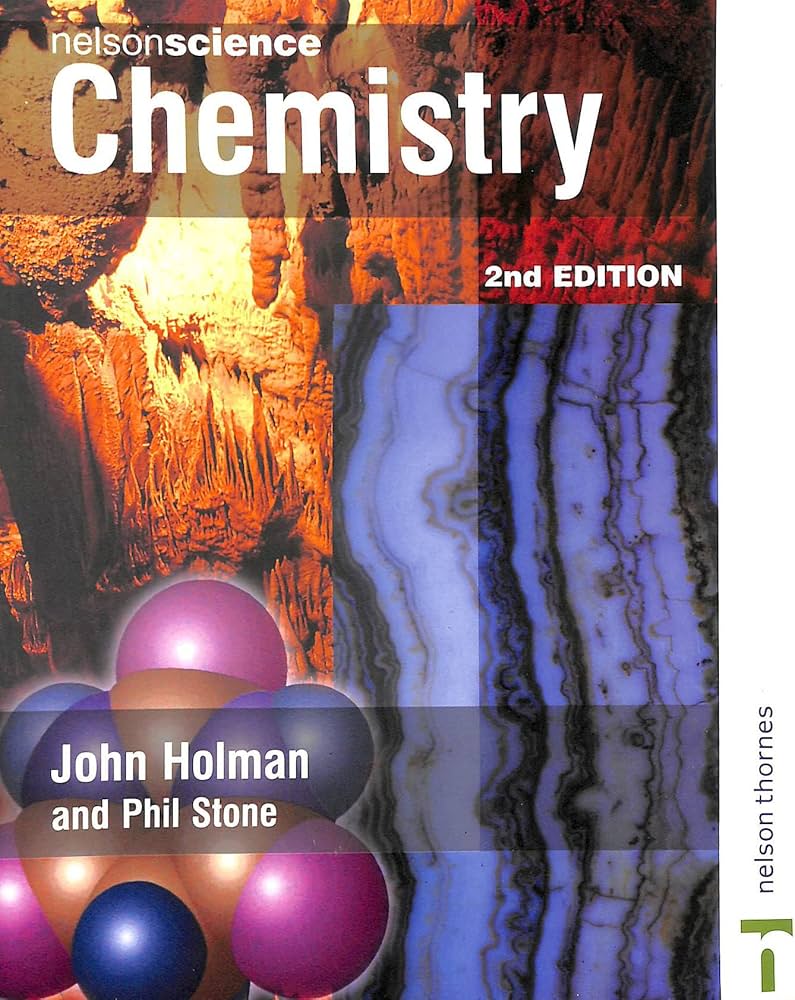 nelsonscience
Chemistry
2nd EDITION
John Holman
and Phil Stone
nelson thornes